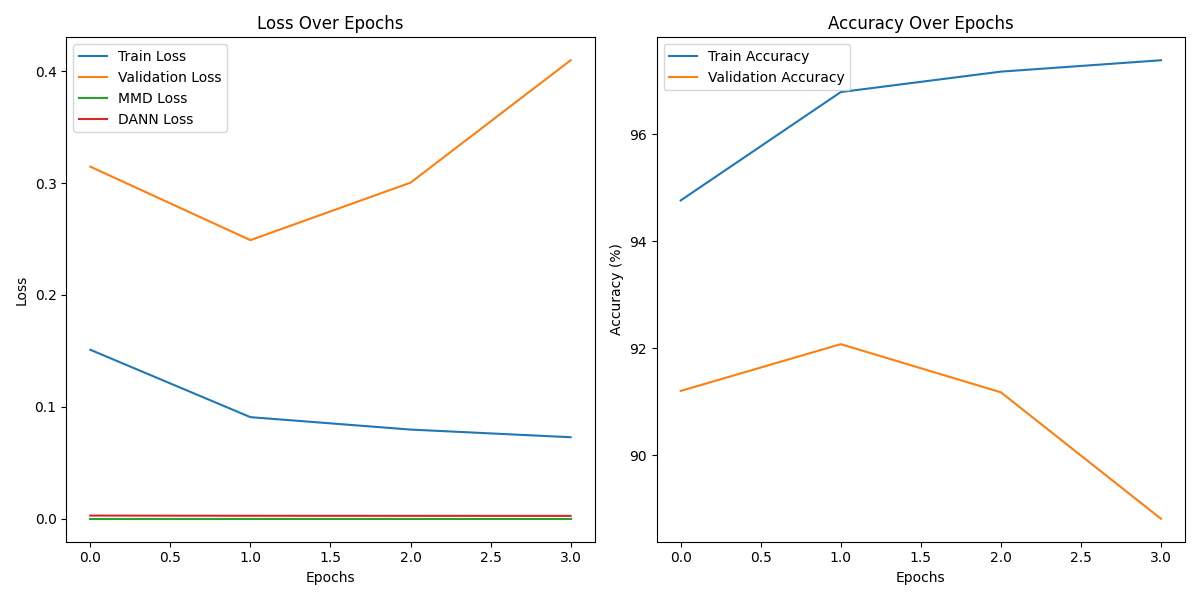 Loss Over Epochs
Train Loss
Validation Loss
MMD Loss
DANN Loss
0.4
0.3
0.2
0.1
0.0
Loss
0.0 0.5 1.0 1.5 2.0 2.5 3.0
Epochs
Accuracy Over Epochs
Train Accuracy
Validation Accuracy
96
94
92
90
Accuracy (%)
0.0 0.5 1.0 1.5 2.0 2.5 3.0
Epochs